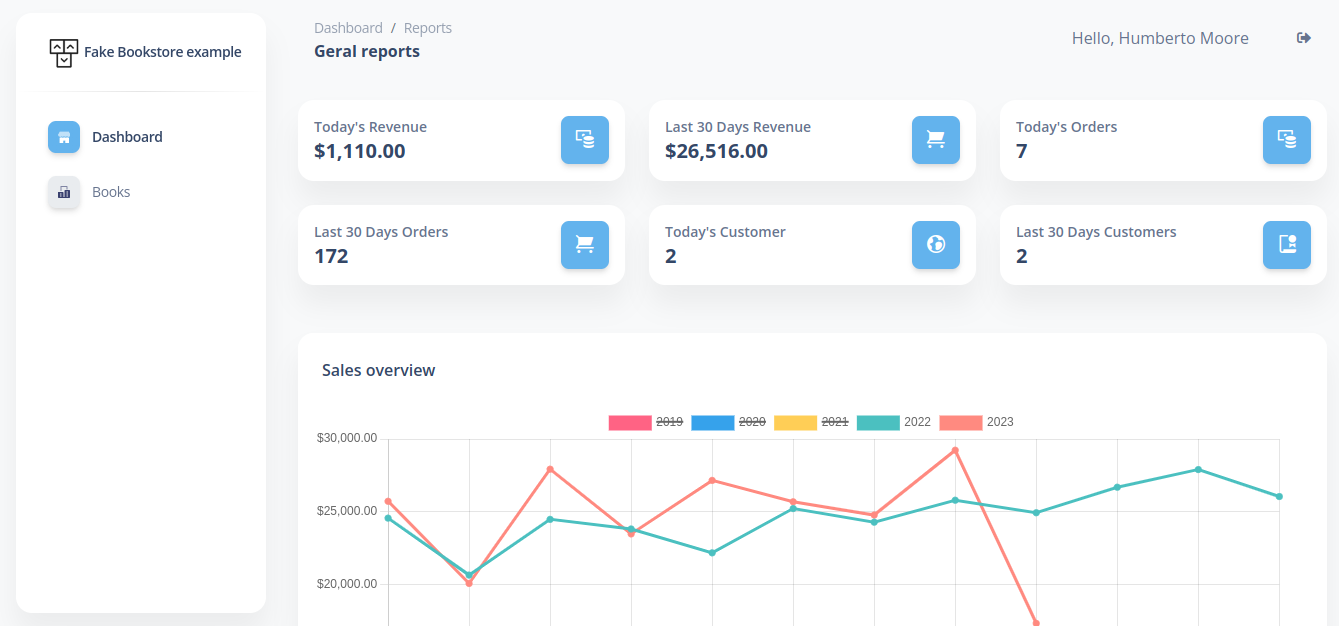 Fake Bookstore example
Dashboard
Books
Dashboard / Reports
Geral reports
Hello, Humberto Moore
Today's Revenue
$1,110.00
Last 30 Days Revenue
$26,516.00
Today's Orders
7
Last 30 Days Orders
172
Today's Customer
2
Last 30 Days Customers
2
Sales overview
2019 2020 2021 2022 2023
$30,000.00
$25,000.00
$20,000.00